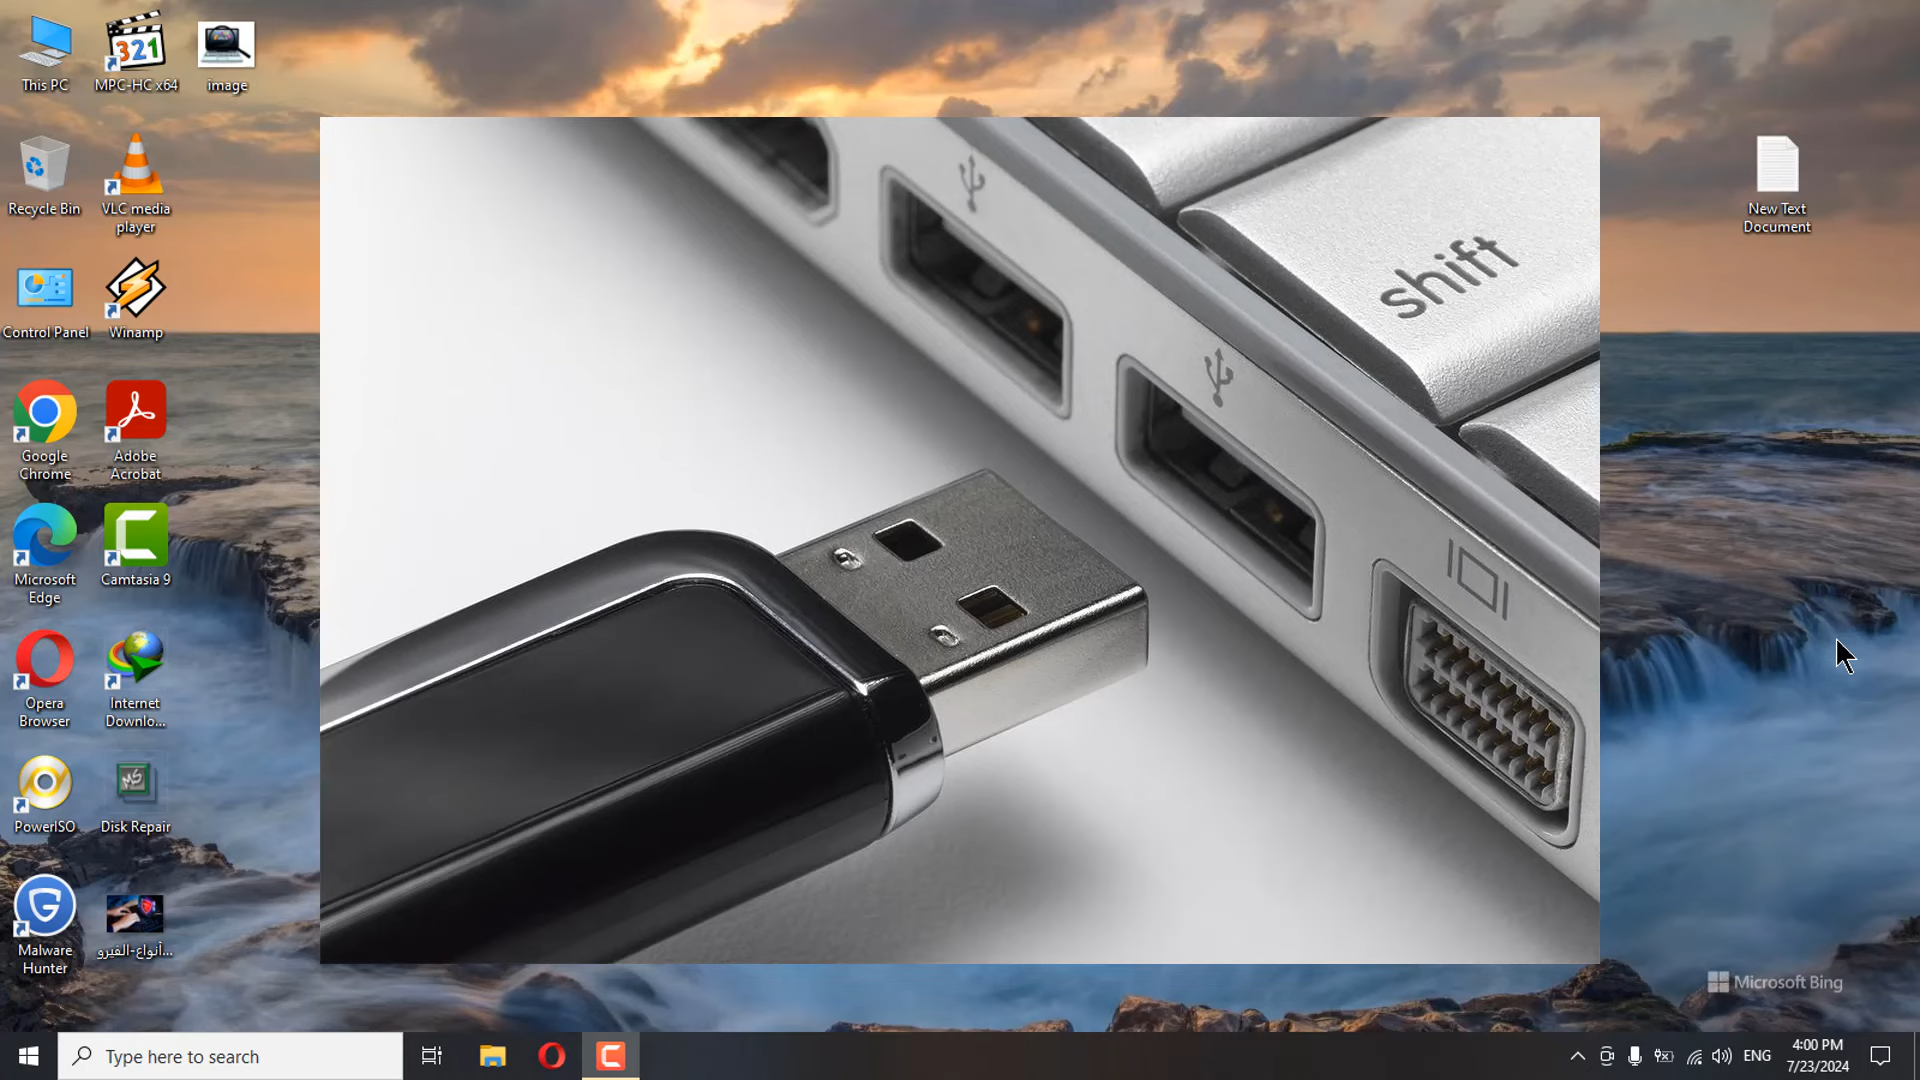 This PC
MPC-HC x64
image
321
Recycle Bin
VLC media
player
Control Panel
Winamp
Google
Chrome
Adobe
Acrobat
Microsoft
Edge
Camtasia 9
Opera
Browser
Internet
Downlo...
PowerISO
MS
Disk Repair
Malware
Hunter
أنواع-الفيرو...
shift
New Text
Document
Microsoft Bing
Type here to search
ENG
4:00 PM
7/23/2024